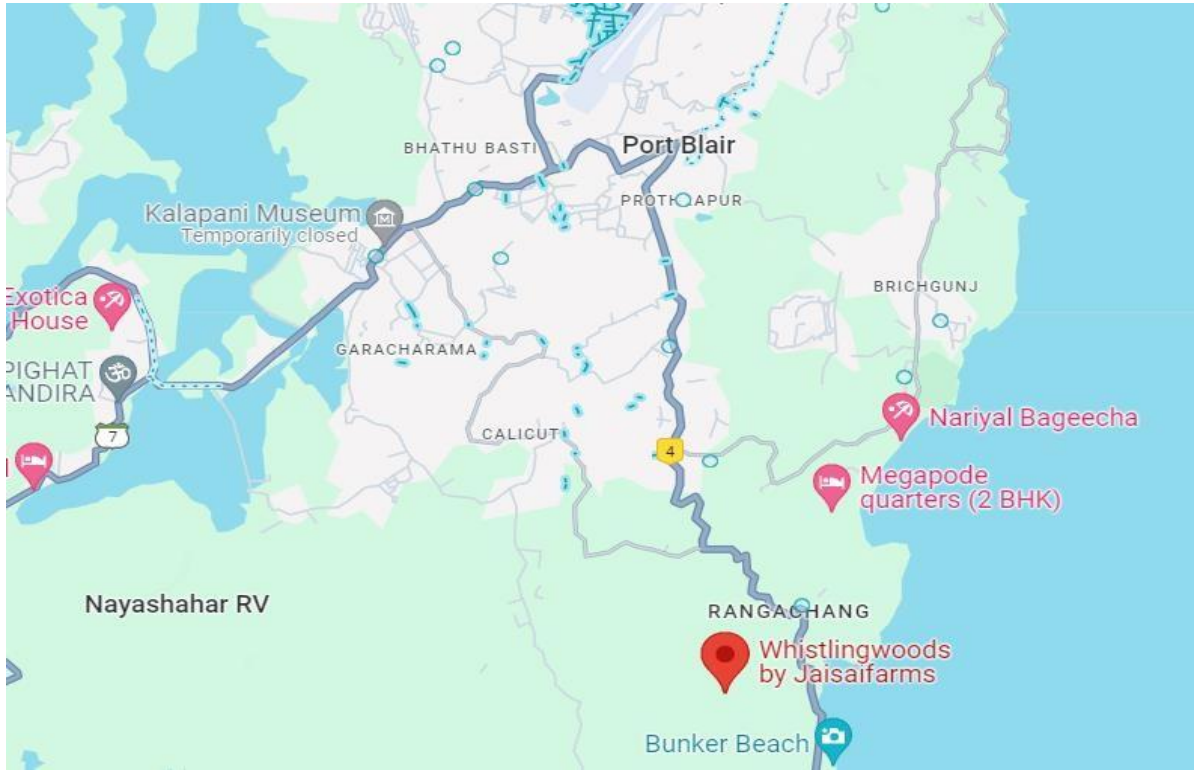 BHATHU BASTI
Port Blair
PROTHRAPUR
Kalapani Museum
Temporarily closed
Exotica
House
BRICHGUNJ
GARACHARAMA
PIGHAT
ANDIRA
7
CALICUT
4
Nariyal Bageecha
Megapode
quarters (2 BHK)
Nayashahar RV
RANGACHANG
Whistlingwoods
by Jaisaifarms
Bunker Beach